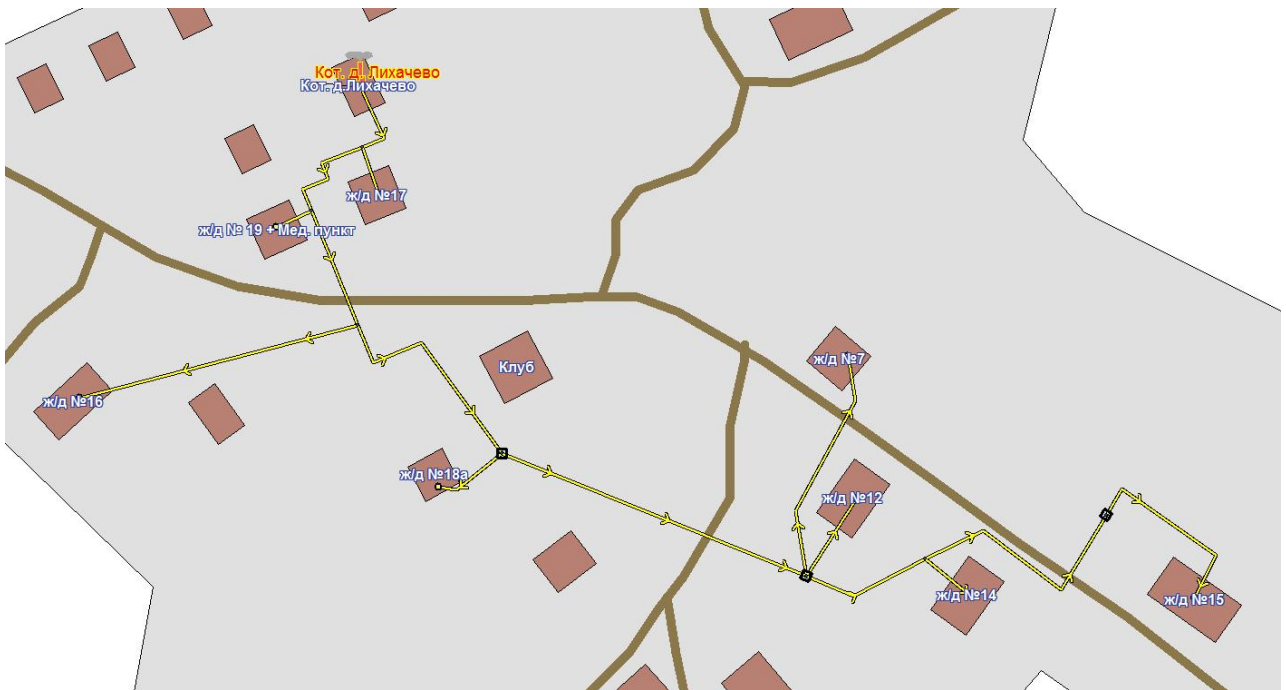 Кот. д. Лихачево
Кот. д.Лихачево
ж/д №17
ж/д № 19 + Мед. пункт
Клуб
ж/д №7
ж/д №16
ж/д №18а
ж/д №12
ж/д №14
ж/д №15